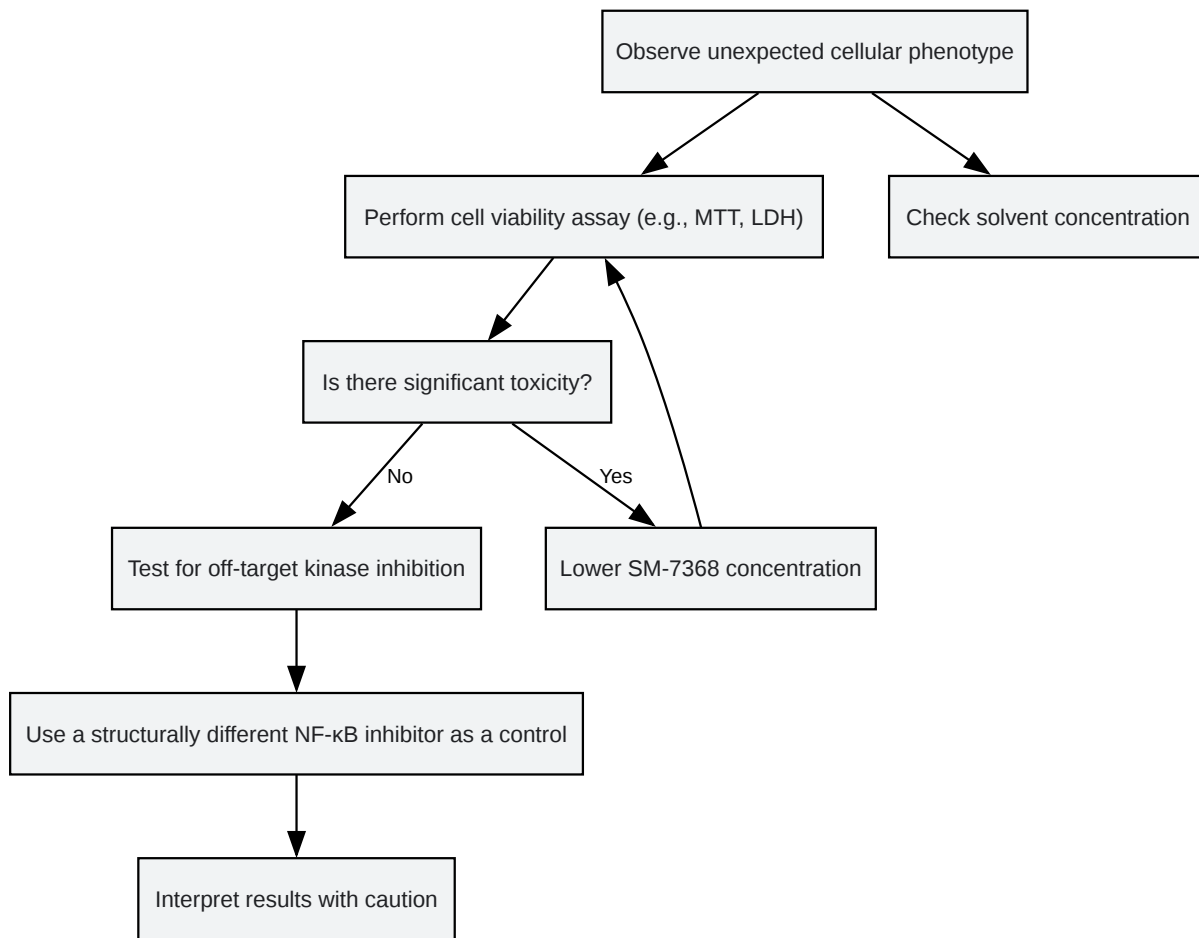 Observe unexpected cellular phenotype
Perform cell viability assay (e.g., MTT, LDH)
Check solvent concentration
Is there significant toxicity?
No
Yes
Test for off-target kinase inhibition
Lower SM-7368 concentration
Use a structurally different NF-κB inhibitor as a control
Interpret results with caution